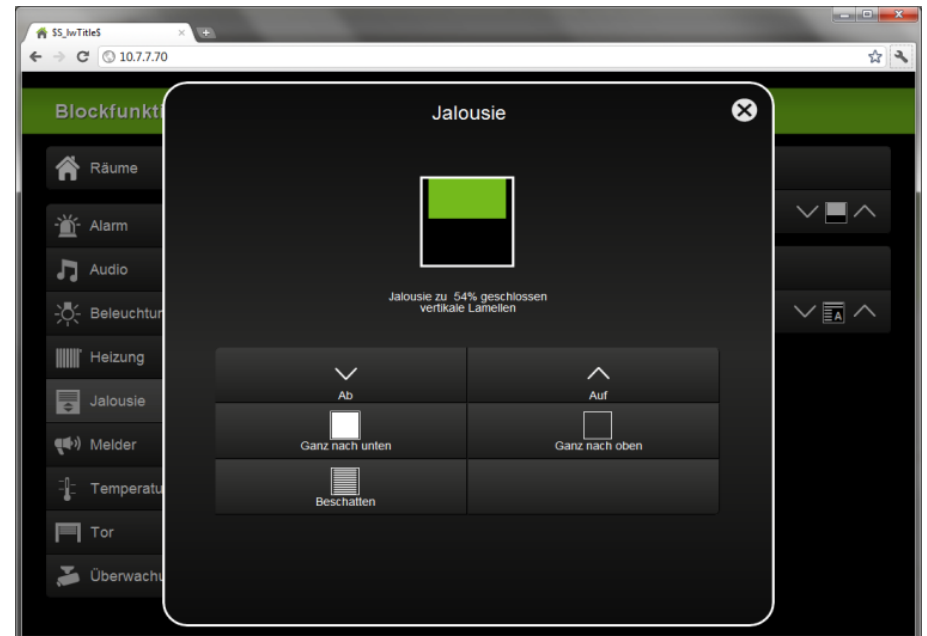 $S_lwTitle$
10.7.7.70
Blockfunkti
Jalousie
Räume
Alarm
Audio
Beleuchtur
Heizung
Jalousie
Melder
Temperatu
Tor
Überwachu
Jalousie zu 54% geschlossen
vertikale Lamellen
Ab
Auf
Ganz nach unten
Ganz nach oben
Beschatten
A